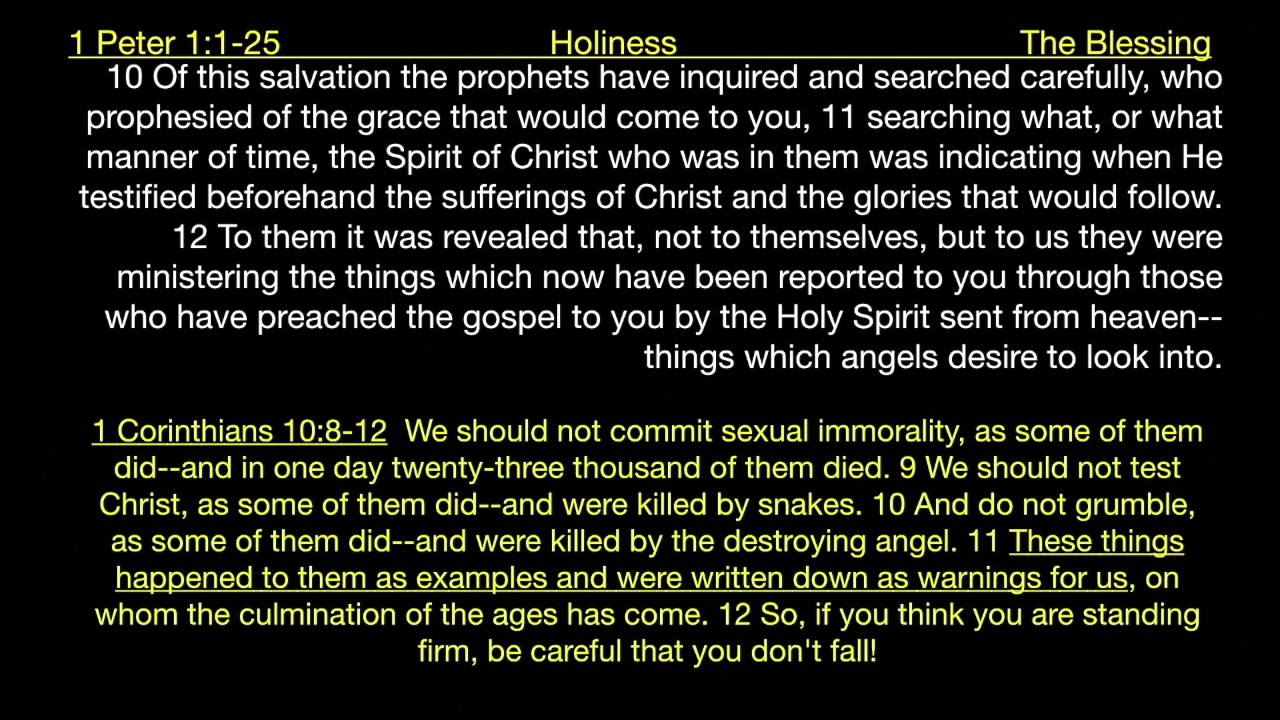 1 Peter 1:1-25 Holiness The Blessing
10 Of this salvation the prophets have inquired and searched carefully, who
prophesied of the grace that would come to you, 11 searching what, or what
manner of time, the Spirit of Christ who was in them was indicating when He
testified beforehand the sufferings of Christ and the glories that would follow.
12 To them it was revealed that, not to themselves, but to us they were
ministering the things which now have been reported to you through those
who have preached the gospel to you by the Holy Spirit sent from heaven--
things which angels desire to look into.
1 Corinthians 10:8-12 We should not commit sexual immorality, as some of them
did--and in one day twenty-three thousand of them died. 9 We should not test
Christ, as some of them did--and were killed by snakes. 10 And do not grumble,
as some of them did--and were killed by the destroying angel. 11 These things
happened to them as examples and were written down as warnings for us, on
whom the culmination of the ages has come. 12 So, if you think you are standing
firm, be careful that you don't fall!